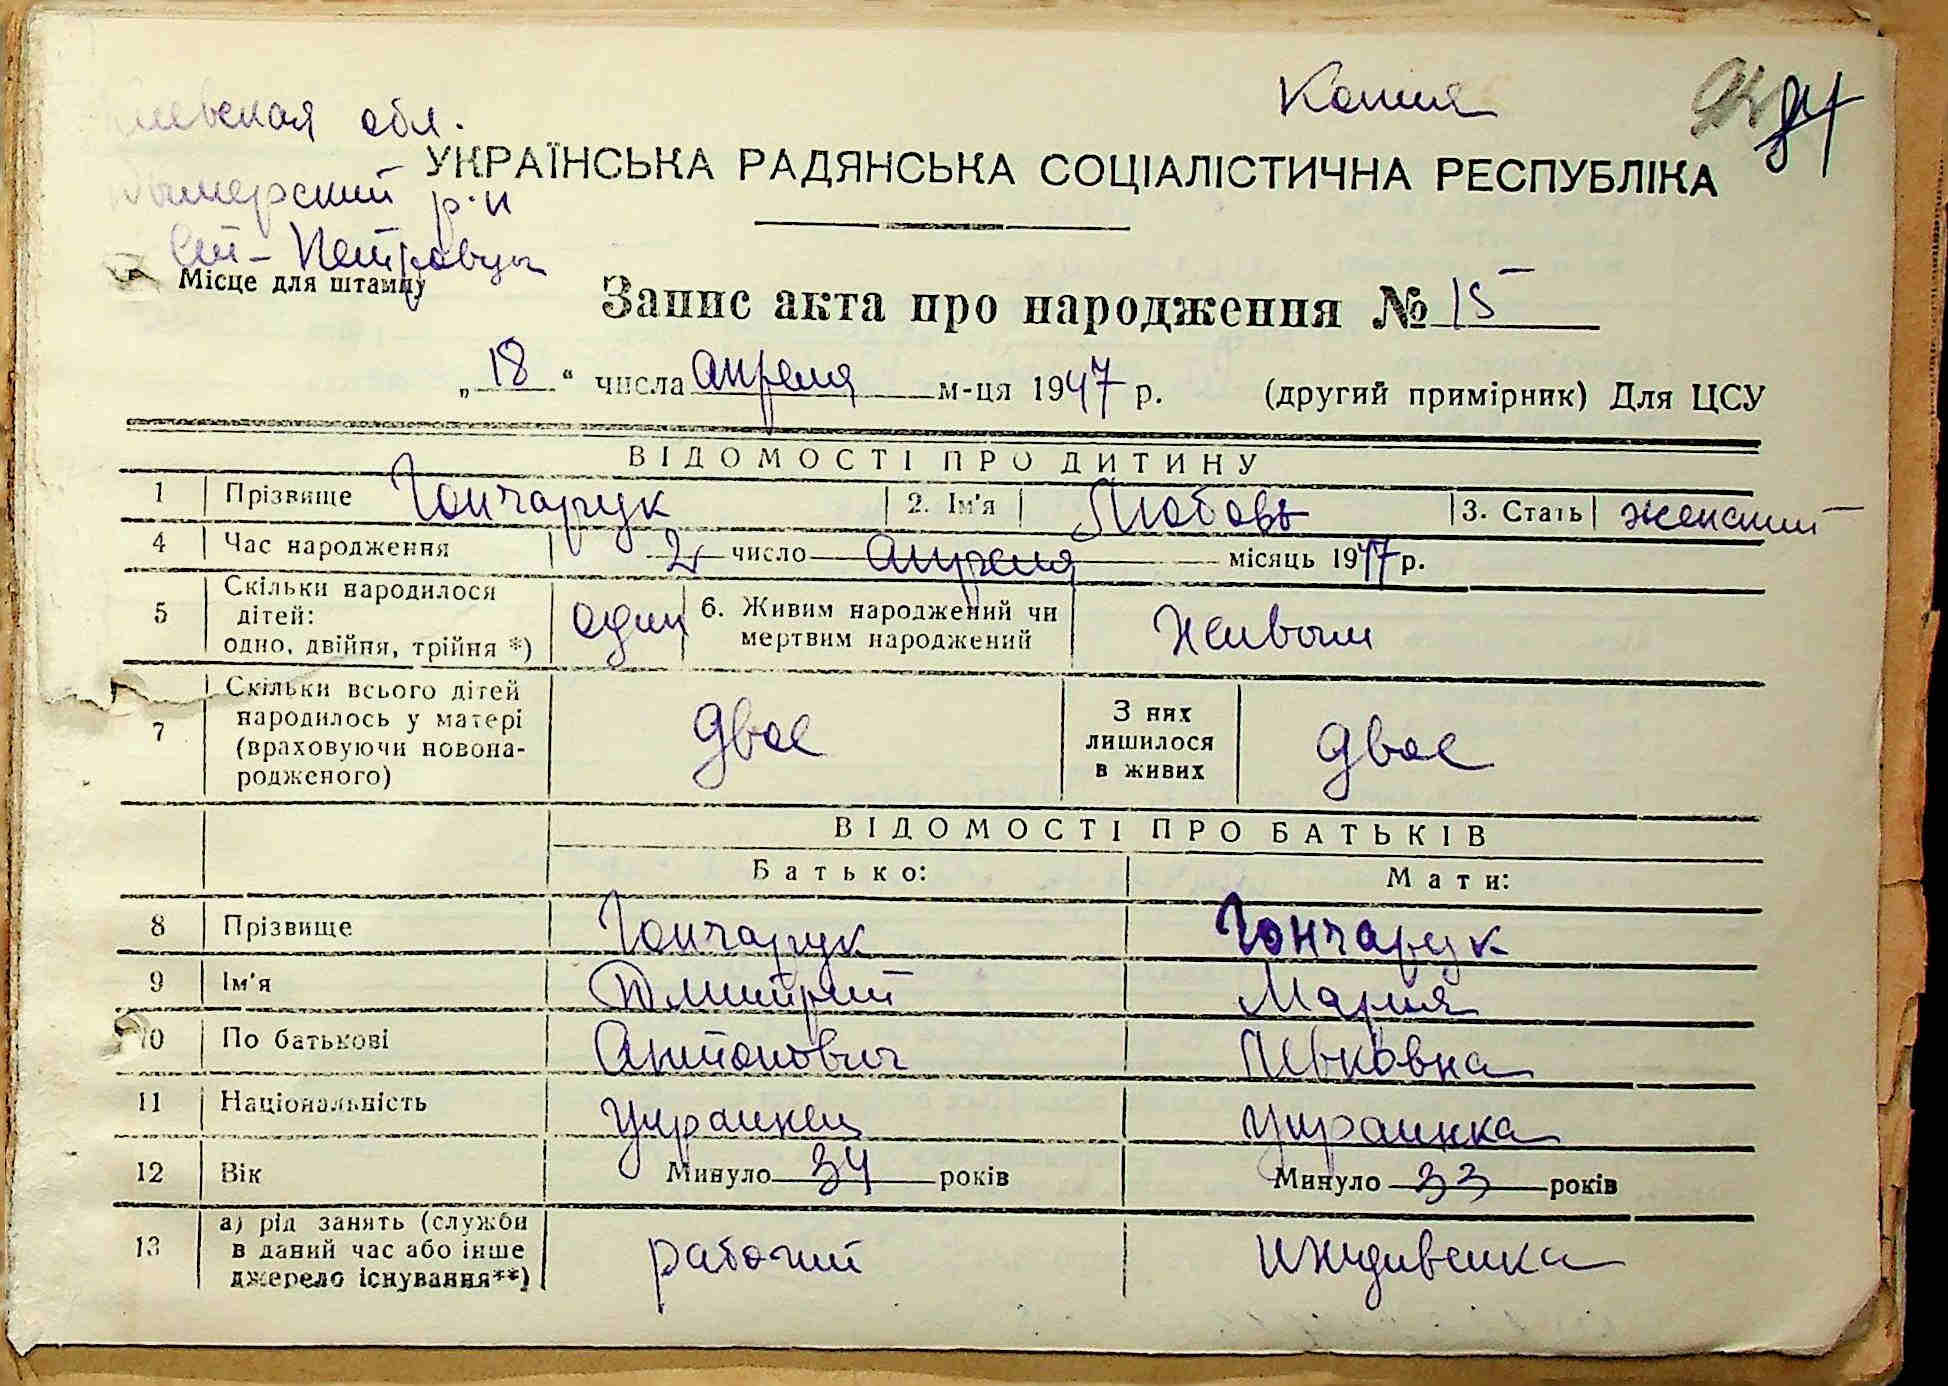 Копия
94 84
Киевская обл.
УКРАЇНСЬКА РАДЯНСЬКА СОЦІАЛІСТИЧНА РЕСПУБЛІКА
Дымерский р-н
Ст-Петровцы
Місце для штампу
Запис акта про народження № 15
„18“ числа апреля м-ця 1947 р. (другий примірник) Для ЦСУ
ВІДОМОСТІ ПРО ДИТИНУ
1 Прізвище Гончарук 2. Ім'я Любовь 3. Стать женский
4 Час народження 2 число апреля місяць 1947 р.
5 Скільки народилося дітей: одно, двійня, трійня *) один 6. Живим народжений чи мертвим народжений Живым
7 Скільки всього дітей народилось у матері (враховуючи новонародженого) двое З них лишилося в живих двое
ВІДОМОСТІ ПРО БАТЬКІВ
Батько: Мати:
8 Прізвище Гончарук Гончарук
9 Ім'я Дмитрий Мария
10 По батькові Антонович Левковна
11 Національність украинец украинка
12 Вік Минуло 34 років Минуло 33 років
13 а) рід занять (служби в даний час або інше джерело існування**) рабочий иждивенка